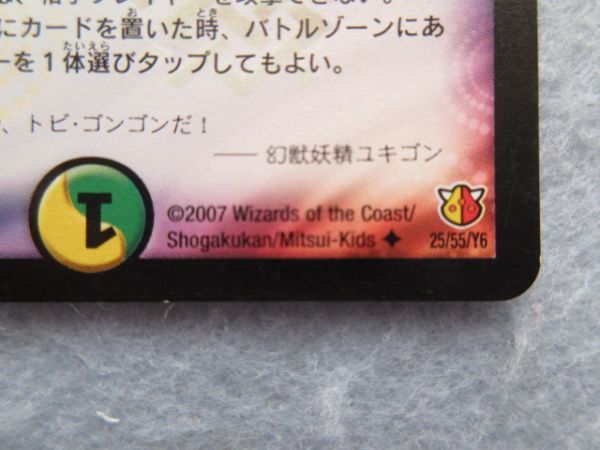 にカードを置いた時、バトルゾーンにあ
ーを1体選びタップしてもよい。
、トビ・ゴンゴンだ！
── 幻獣妖精ユキゴン
1
©2007 Wizards of the Coast/
Shogakukan/Mitsui-Kids ✦ 25/55/Y6